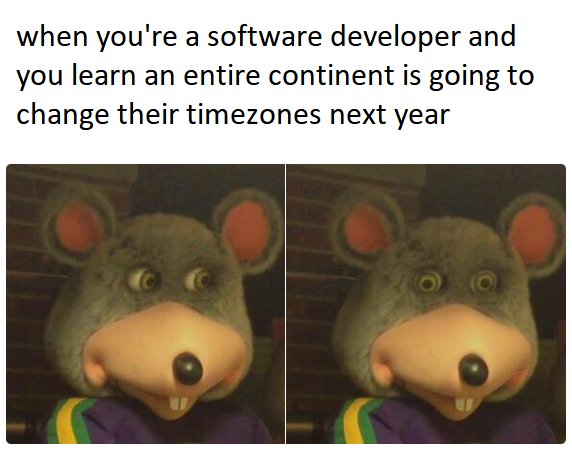 when you're a software developer and
you learn an entire continent is going to
change their timezones next year